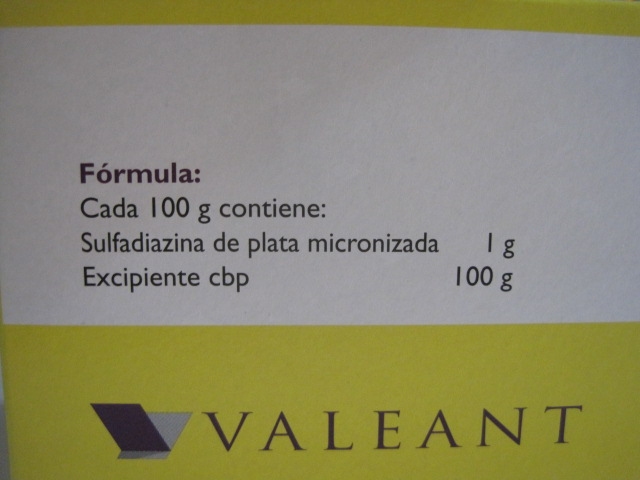 Fórmula:
Cada 100 g contiene:
Sulfadiazina de plata micronizada 1 g
Excipiente cbp 100 g
VALEANT